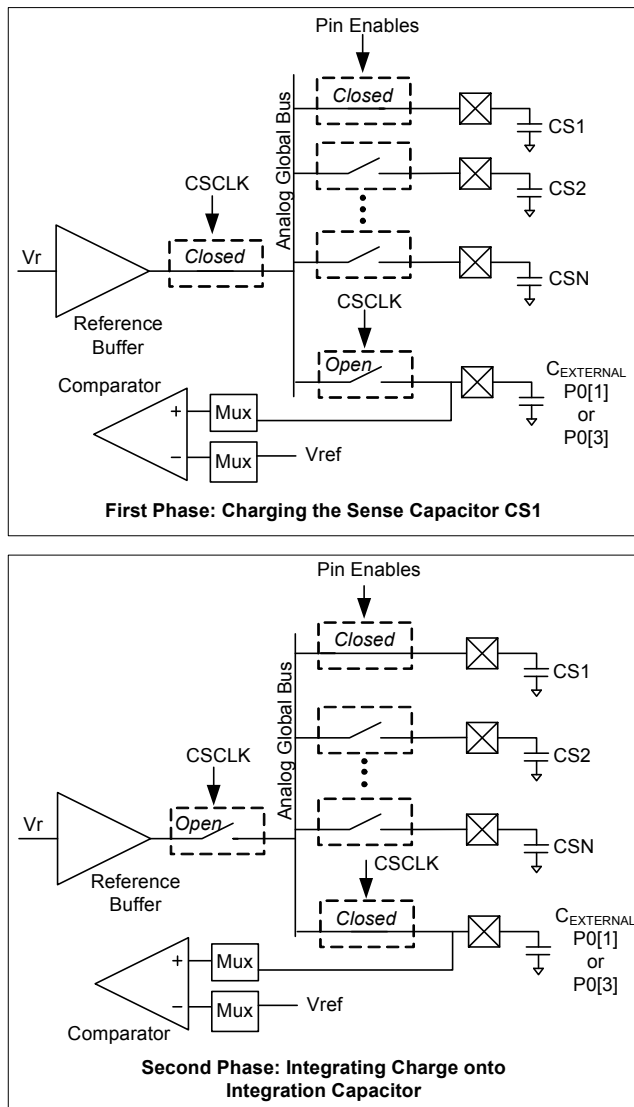 Pin Enables
Closed
CS1
Analog Global Bus
CSCLK
CS2
Vr
Closed
CSN
Reference
Buffer
CSCLK
Open
Comparator
+
Mux
C_EXTERNAL
P0[1]
or
P0[3]
−
Mux
Vref
First Phase: Charging the Sense Capacitor CS1
Pin Enables
Closed
CS1
Analog Global Bus
CSCLK
CS2
Vr
Open
CSN
Reference
Buffer
CSCLK
Closed
C_EXTERNAL
P0[1]
or
P0[3]
+
Mux
−
Mux
Vref
Comparator
Second Phase: Integrating Charge onto
Integration Capacitor